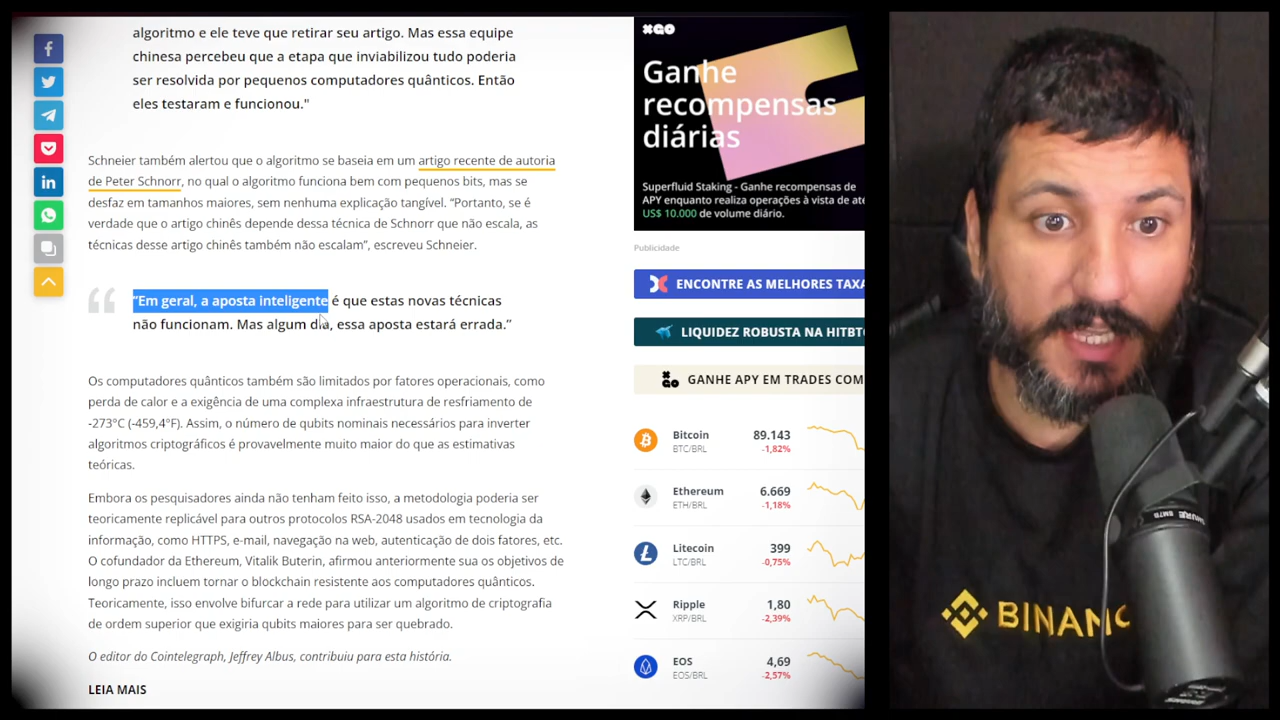 algoritmo e ele teve que retirar seu artigo. Mas essa equipe
chinesa percebeu que a etapa que inviabilizou tudo poderia
ser resolvida por pequenos computadores quânticos. Então
eles testaram e funcionou."
Schneier também alertou que o algoritmo se baseia em um artigo recente de autoria
de Peter Schnorr, no qual o algoritmo funciona bem com pequenos bits, mas se
desfaz em tamanhos maiores, sem nenhuma explicação tangível. “Portanto, se é
verdade que o artigo chinês depende dessa técnica de Schnorr que não escala, as
técnicas desse artigo chinês também não escalam”, escreveu Schneier.
“Em geral, a aposta inteligente é que estas novas técnicas
não funcionam. Mas algum dia, essa aposta estará errada.”
Os computadores quânticos também são limitados por fatores operacionais, como
perda de calor e a exigência de uma complexa infraestrutura de resfriamento de
-273°C (-459,4°F). Assim, o número de qubits nominais necessários para inverter
algoritmos criptográficos é provavelmente muito maior do que as estimativas
teóricas.
Embora os pesquisadores ainda não tenham feito isso, a metodologia poderia ser
teoricamente replicável para outros protocolos RSA-2048 usados em tecnologia da
informação, como HTTPS, e-mail, navegação na web, autenticação de dois fatores, etc.
O cofundador da Ethereum, Vitalik Buterin, afirmou anteriormente sua os objetivos de
longo prazo incluem tornar o blockchain resistente aos computadores quânticos.
Teoricamente, isso envolve bifurcar a rede para utilizar um algoritmo de criptografia
de ordem superior que exigiria qubits maiores para ser quebrado.
O editor do Cointelegraph, Jeffrey Albus, contribuiu para esta história.
LEIA MAIS
Ganhe
recompensas
diárias
Superfluid Staking - Ganhe recompensas de
APY enquanto realiza operações à vista de até
US$ 10.000 de volume diário.
Publicidade
ENCONTRE AS MELHORES TAXA
LIQUIDEZ ROBUSTA NA HITBT
GANHE APY EM TRADES COM
Bitcoin 89.143
BTC/BRL -1,82%
Ethereum 6.669
ETH/BRL -1,18%
Litecoin 399
LTC/BRL -0,75%
Ripple 1,80
XRP/BRL -2,39%
EOS 4,69
EOS/BRL -2,57%
SHURE SM7B
BINANC